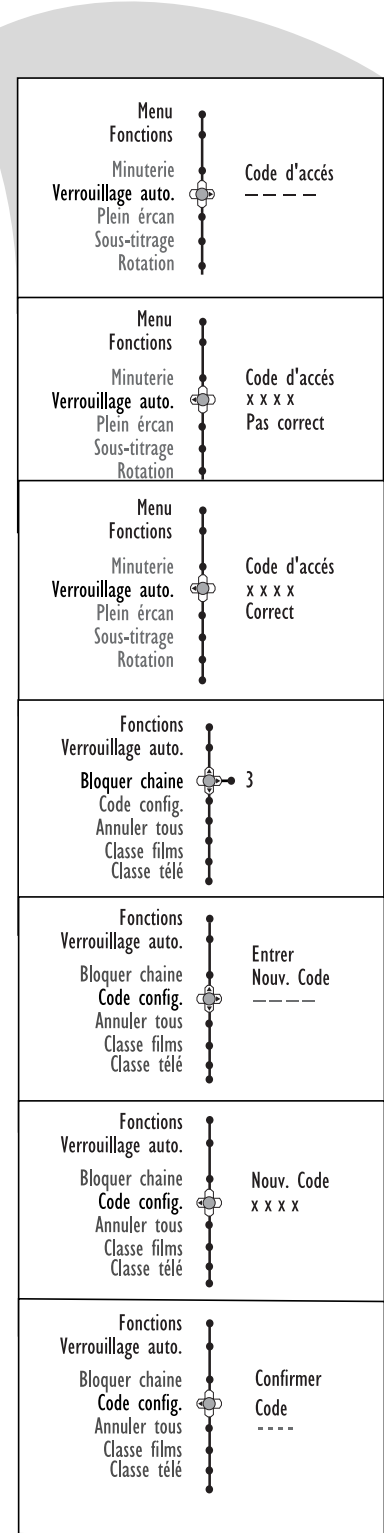 Menu
Fonctions
Minuterie
Verrouillage auto.
Plein ércan
Sous-titrage
Rotation
Code d'accés
_ _ _ _
Menu
Fonctions
Minuterie
Verrouillage auto.
Plein ércan
Sous-titrage
Rotation
Code d'accés
x x x x
Pas correct
Menu
Fonctions
Minuterie
Verrouillage auto.
Plein ércan
Sous-titrage
Rotation
Code d'accés
x x x x
Correct
Fonctions
Verrouillage auto.
Bloquer chaine
Code config.
Annuler tous
Classe films
Classe télé
3
Fonctions
Verrouillage auto.
Bloquer chaine
Code config.
Annuler tous
Classe films
Classe télé
Entrer
Nouv. Code
_ _ _ _
Fonctions
Verrouillage auto.
Bloquer chaine
Code config.
Annuler tous
Classe films
Classe télé
Nouv. Code
x x x x
Fonctions
Verrouillage auto.
Bloquer chaine
Code config.
Annuler tous
Classe films
Classe télé
Confirmer
Code
- - - -